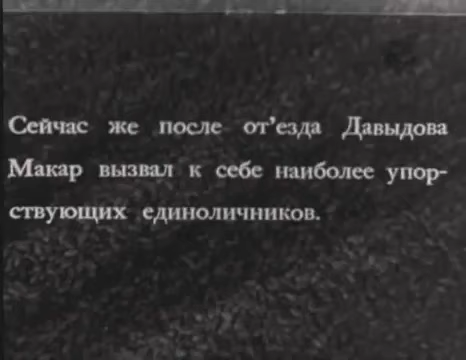 Сейчас же после от'езда Давыдова
Макар вызвал к себе наиболее упор-
ствующих единоличников.